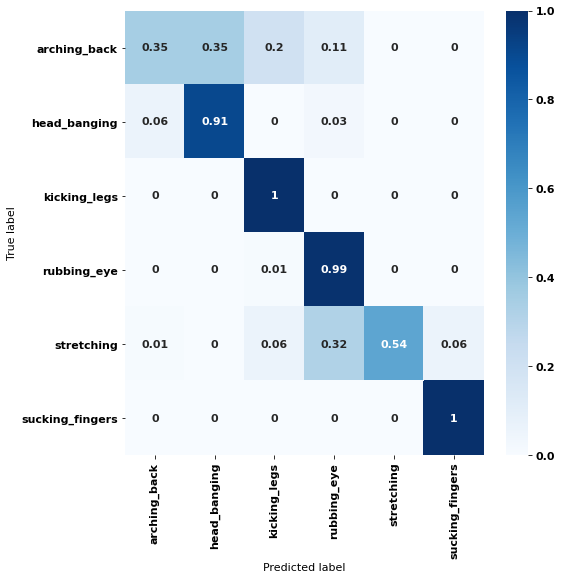 1.0
arching_back 0.35 0.35 0.2 0.11 0 0
0.8
head_banging 0.06 0.91 0 0.03 0 0
kicking_legs 0 0 1 0 0 0
0.6
True label
rubbing_eye 0 0 0.01 0.99 0 0
0.4
stretching 0.01 0 0.06 0.32 0.54 0.06
0.2
sucking_fingers 0 0 0 0 0 1
0.0
arching_back
head_banging
kicking_legs
rubbing_eye
stretching
sucking_fingers
Predicted label